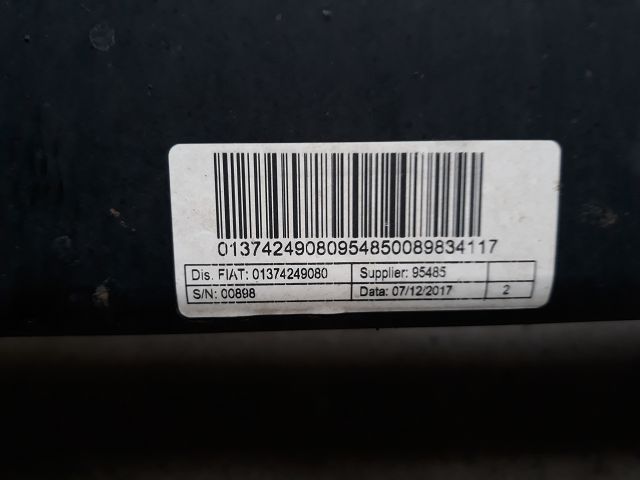 01374249080954850089834117
Dis. FIAT: 01374249080 Supplier: 95485
S/N: 00898 Data: 07/12/2017 2